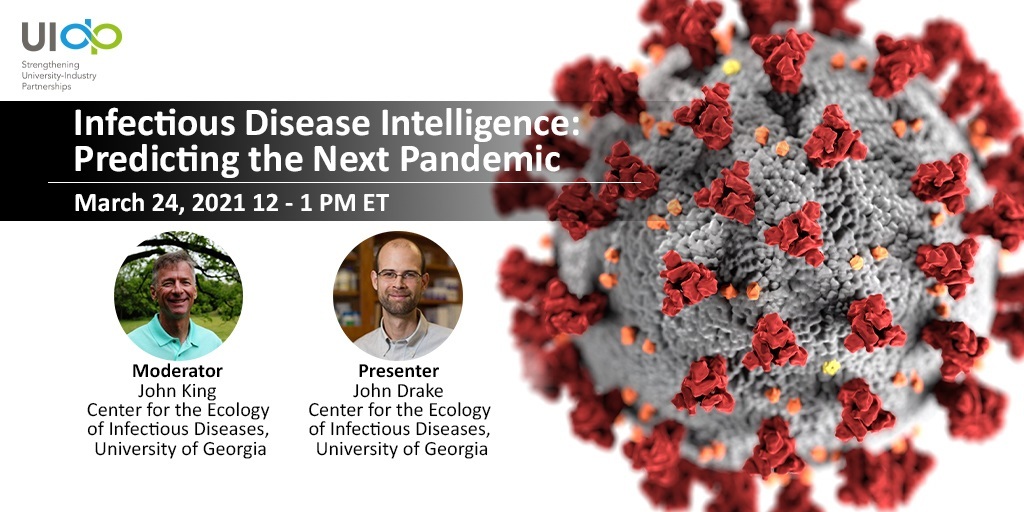 UIDP
Strengthening
University-Industry
Partnerships
Infectious Disease Intelligence:
Predicting the Next Pandemic
March 24, 2021 12 - 1 PM ET
Moderator
John King
Center for the Ecology
of Infectious Diseases,
University of Georgia
Presenter
John Drake
Center for the Ecology
of Infectious Diseases,
University of Georgia